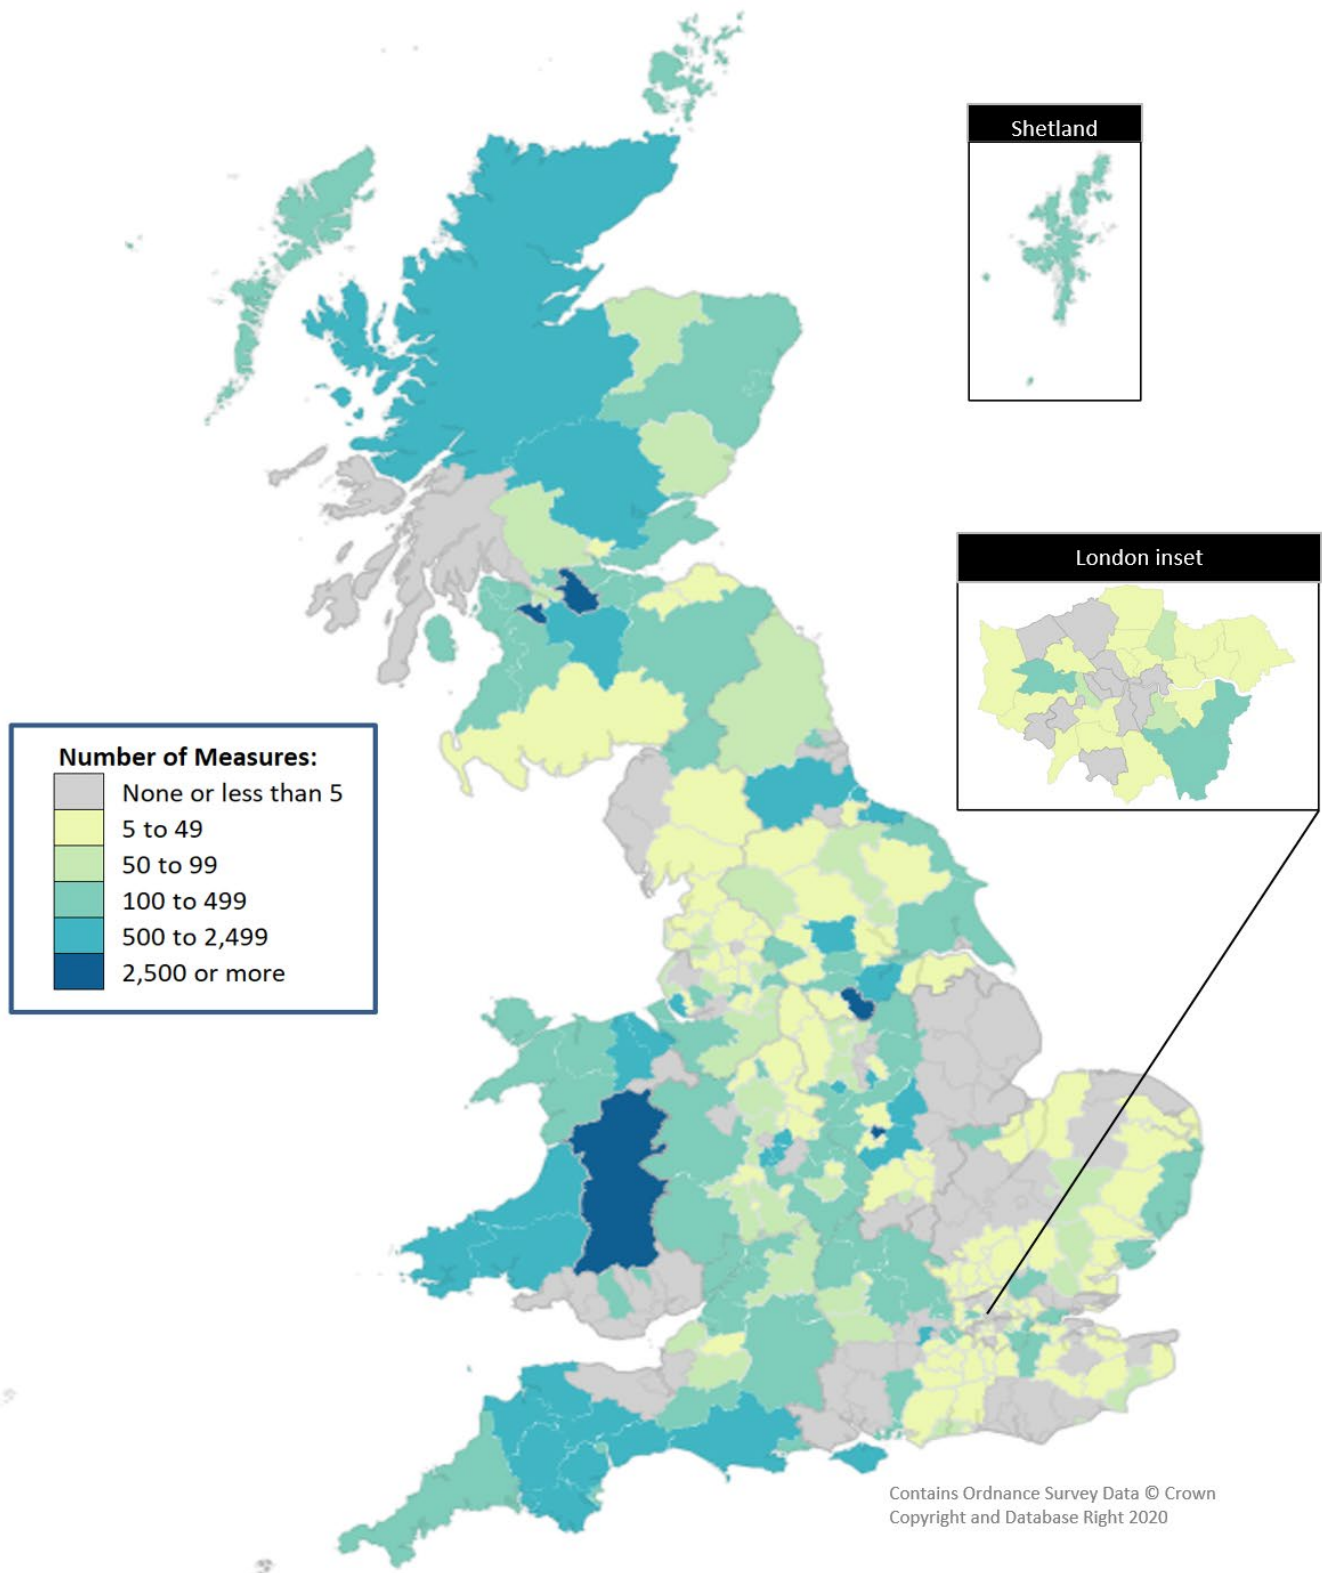 Shetland
London inset
Number of Measures:
None or less than 5
5 to 49
50 to 99
100 to 499
500 to 2,499
2,500 or more
Contains Ordnance Survey Data © Crown
Copyright and Database Right 2020